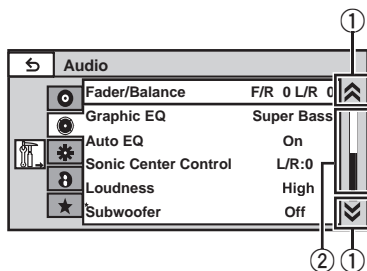 ①
Audio
Fader/Balance F/R 0 L/R 0
Graphic EQ Super Bass
Auto EQ On
Sonic Center Control L/R:0
Loudness High
Subwoofer Off
② ①